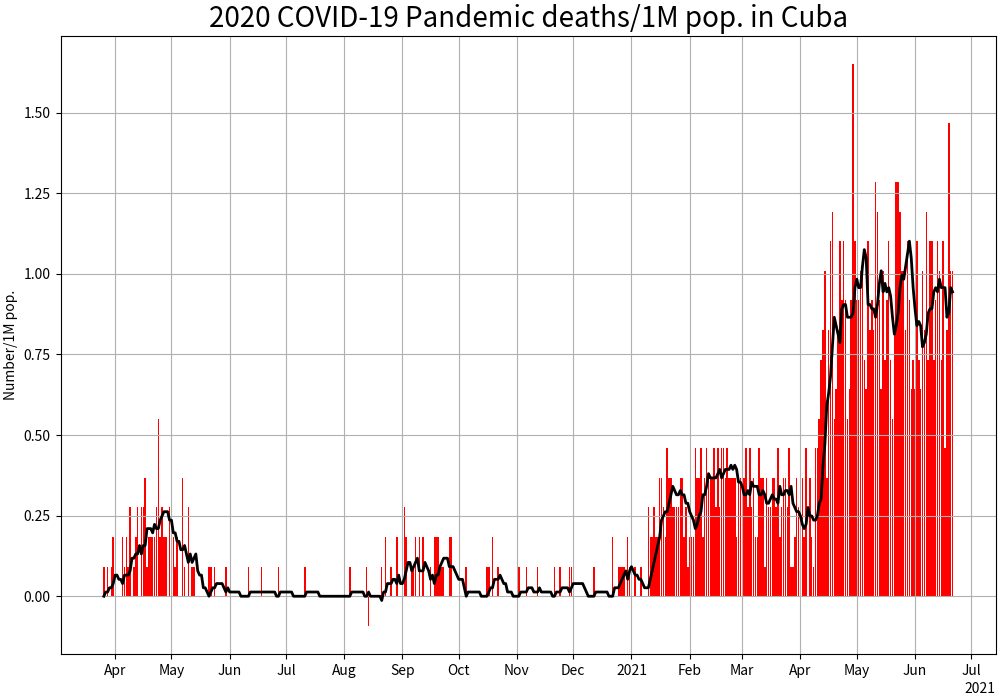 2020 COVID-19 Pandemic deaths/1M pop. in Cuba
Number/1M pop.
1.50
1.25
1.00
0.75
0.50
0.25
0.00
Apr May Jun Jul Aug Sep Oct Nov Dec 2021 Feb Mar Apr May Jun Jul
2021